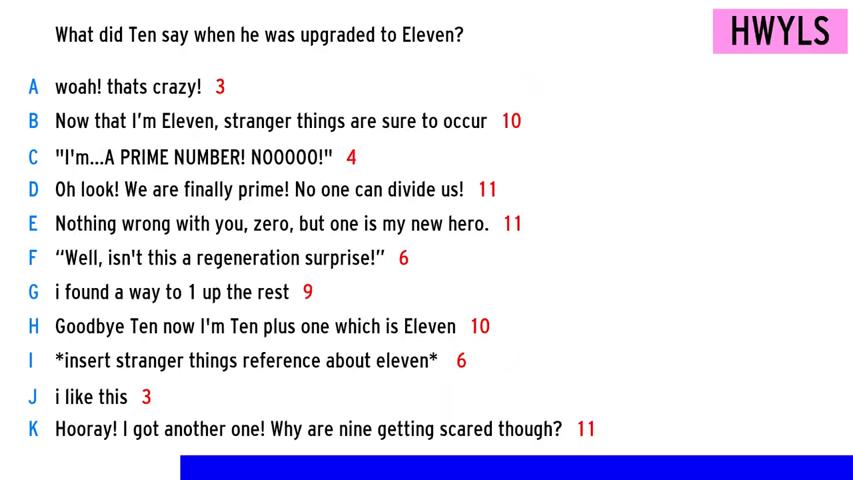 What did Ten say when he was upgraded to Eleven?
HWYLS
A woah! thats crazy! 3
B Now that I'm Eleven, stranger things are sure to occur 10
C "I'm...A PRIME NUMBER! NOOOOO!" 4
D Oh look! We are finally prime! No one can divide us! 11
E Nothing wrong with you, zero, but one is my new hero. 11
F “Well, isn't this a regeneration surprise!” 6
G i found a way to 1 up the rest 9
H Goodbye Ten now I'm Ten plus one which is Eleven 10
I *insert stranger things reference about eleven* 6
J i like this 3
K Hooray! I got another one! Why are nine getting scared though? 11